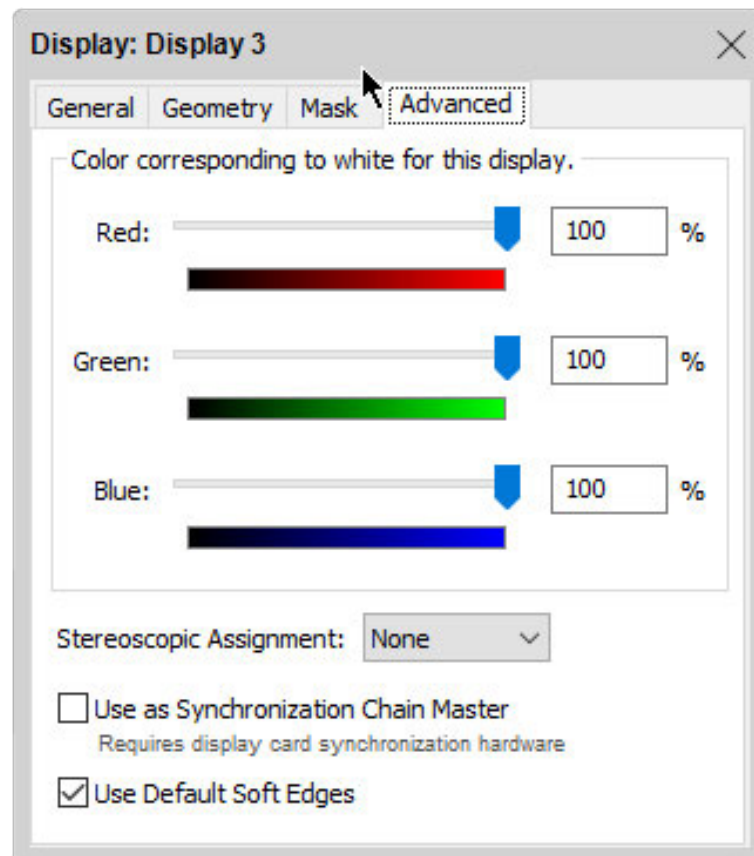 Display: Display 3
General Geometry Mask Advanced
Color corresponding to white for this display.
Red: 100 %
Green: 100 %
Blue: 100 %
Stereoscopic Assignment: None
Use as Synchronization Chain Master
Requires display card synchronization hardware
Use Default Soft Edges